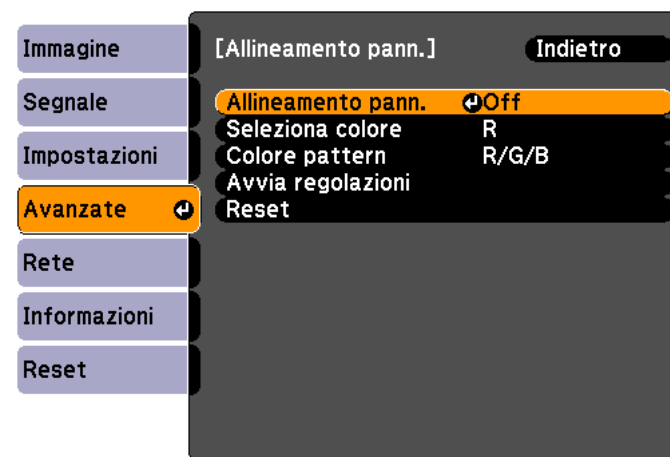 Immagine
Segnale
Impostazioni
Avanzate
Rete
Informazioni
Reset
[Allineamento pann.] Indietro
Allineamento pann. Off
Seleziona colore R
Colore pattern R/G/B
Avvia regolazioni
Reset